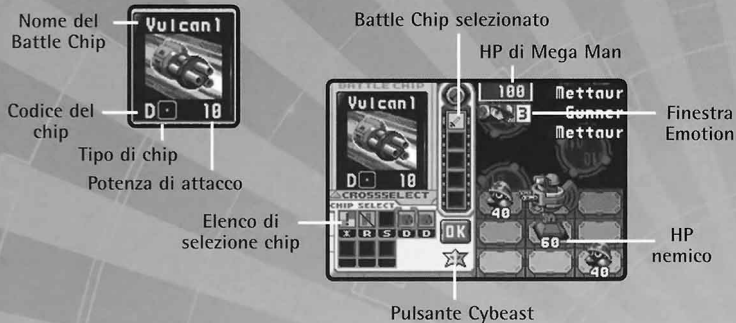 Nome del
Battle Chip
Vulcan1
D 10
Codice del
chip
Tipo di chip
Potenza di attacco
Battle Chip selezionato
HP di Mega Man
BATTLE CHIP
Vulcan1
D 10
△CROSSSELECT
CHIP SELECT
I R S D D
OK
100
3
Mettaur
Gunner
Mettaur
40
60
40
Finestra
Emotion
Elenco di
selezione chip
HP
nemico
Pulsante Cybeast